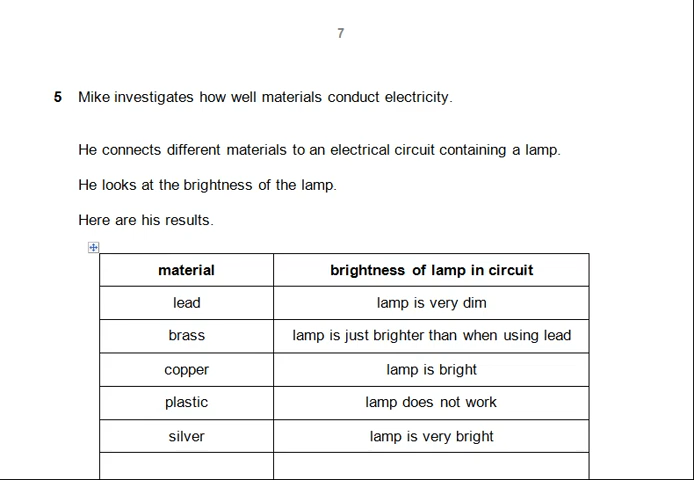 7
5 Mike investigates how well materials conduct electricity.
He connects different materials to an electrical circuit containing a lamp.
He looks at the brightness of the lamp.
Here are his results.
material brightness of lamp in circuit
lead lamp is very dim
brass lamp is just brighter than when using lead
copper lamp is bright
plastic lamp does not work
silver lamp is very bright